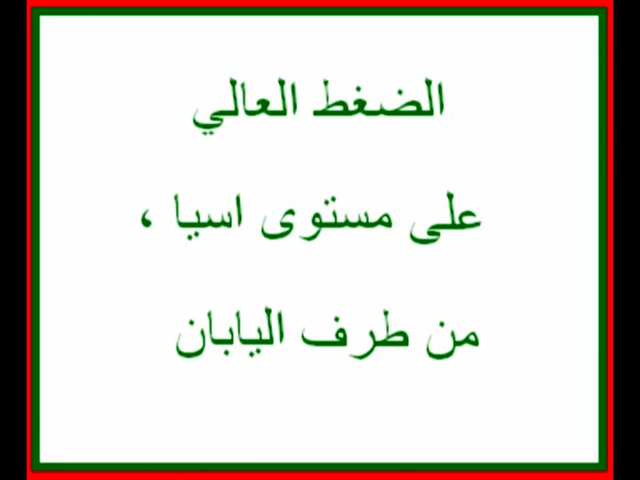 الضغط العالي
على مستوى اسيا ،
من طرف اليابان